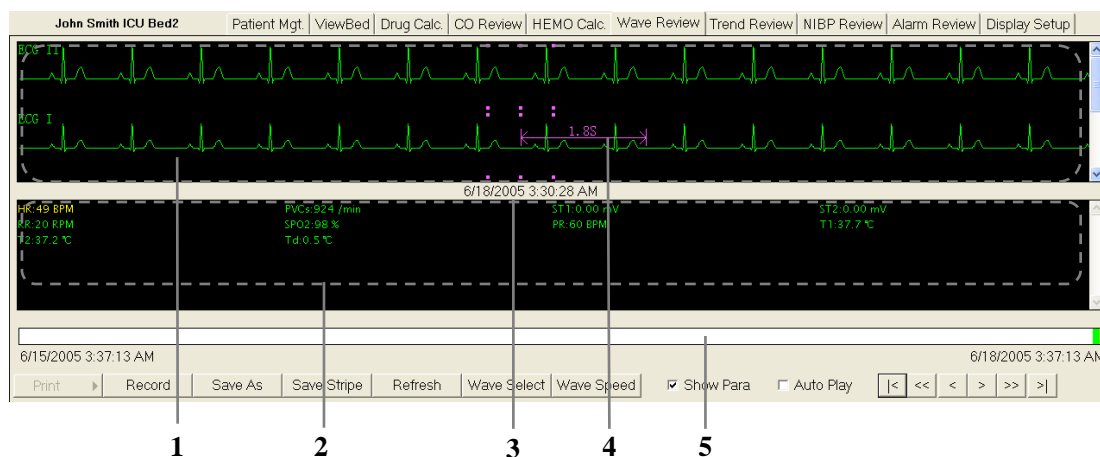 John Smith ICU Bed2 Patient Mgt. ViewBed Drug Calc. CO Review HEMO Calc. Wave Review Trend Review NIBP Review Alarm Review Display Setup
ECG II
ECG I
1.8S
6/18/2005 3:30:28 AM
HR:49 BPM PVCs:924 /min ST1:0.00 mV ST2:0.00 mV
RR:20 RPM SPO2:98 % PR:60 BPM T1:37.7 ℃
T2:37.2 ℃ Td:0.5 ℃
6/15/2005 3:37:13 AM 6/18/2005 3:37:13 AM
Print Record Save As Save Stripe Refresh Wave Select Wave Speed Show Para Auto Play |< << < > >> >|
1 2 3 4 5